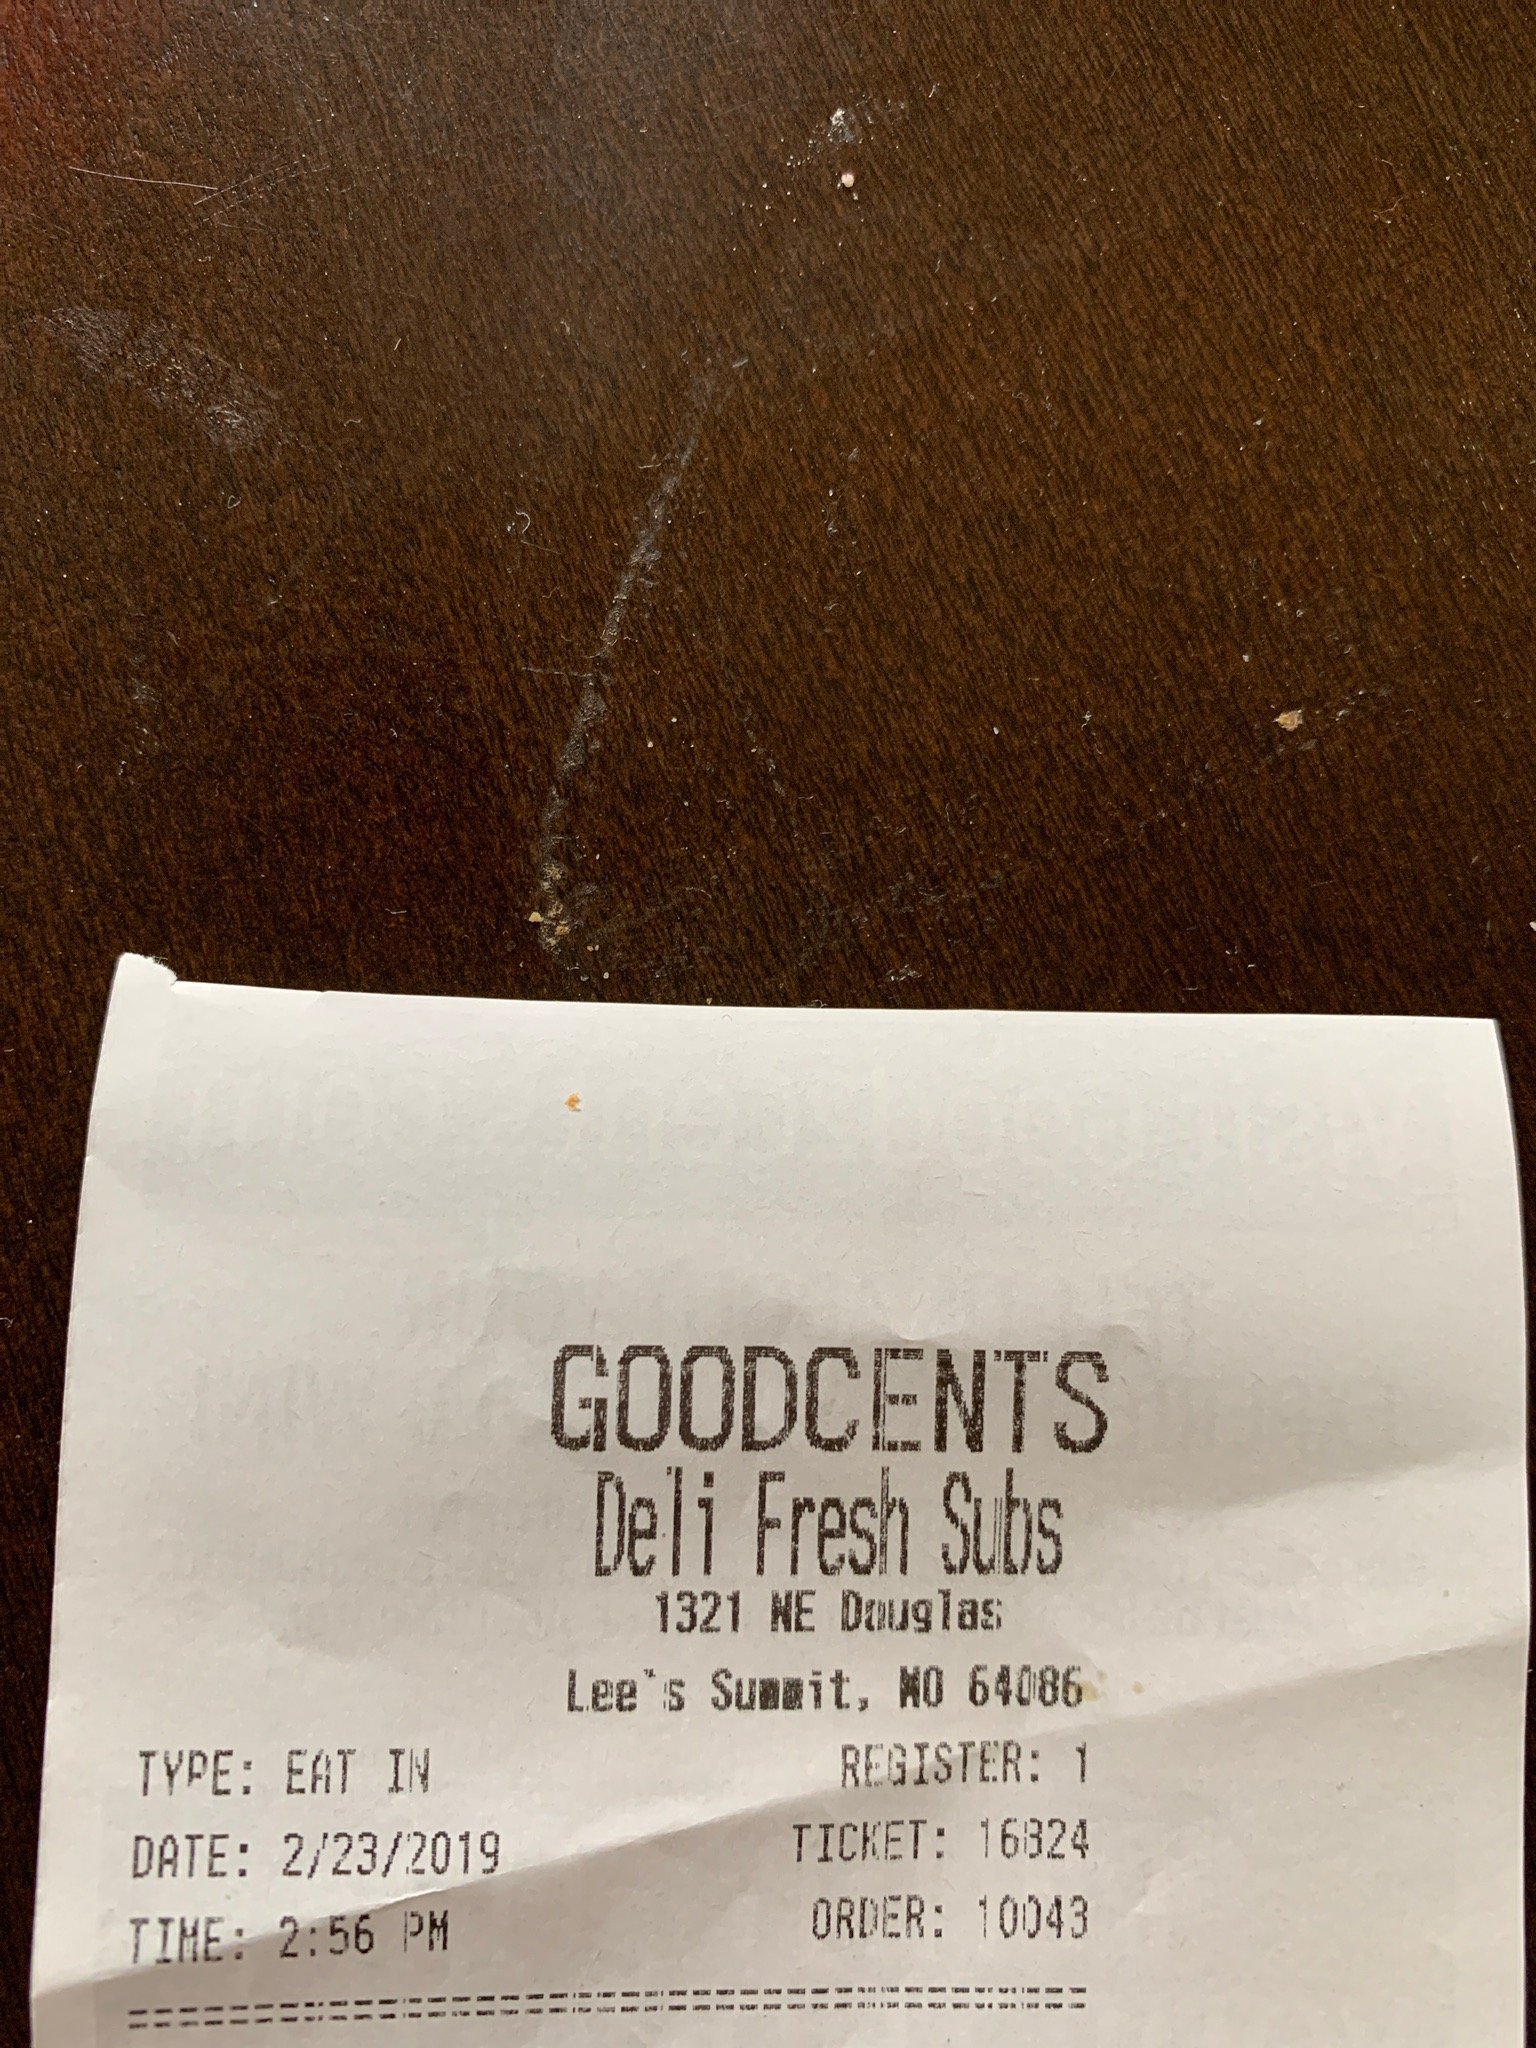 GOODCENTS
Deli Fresh Subs
1321 NE Douglas
Lee's Summit, MO 64086
TYPE: EAT IN REGISTER: 1
DATE: 2/23/2019 TICKET: 16824
TIME: 2:56 PM ORDER: 10043